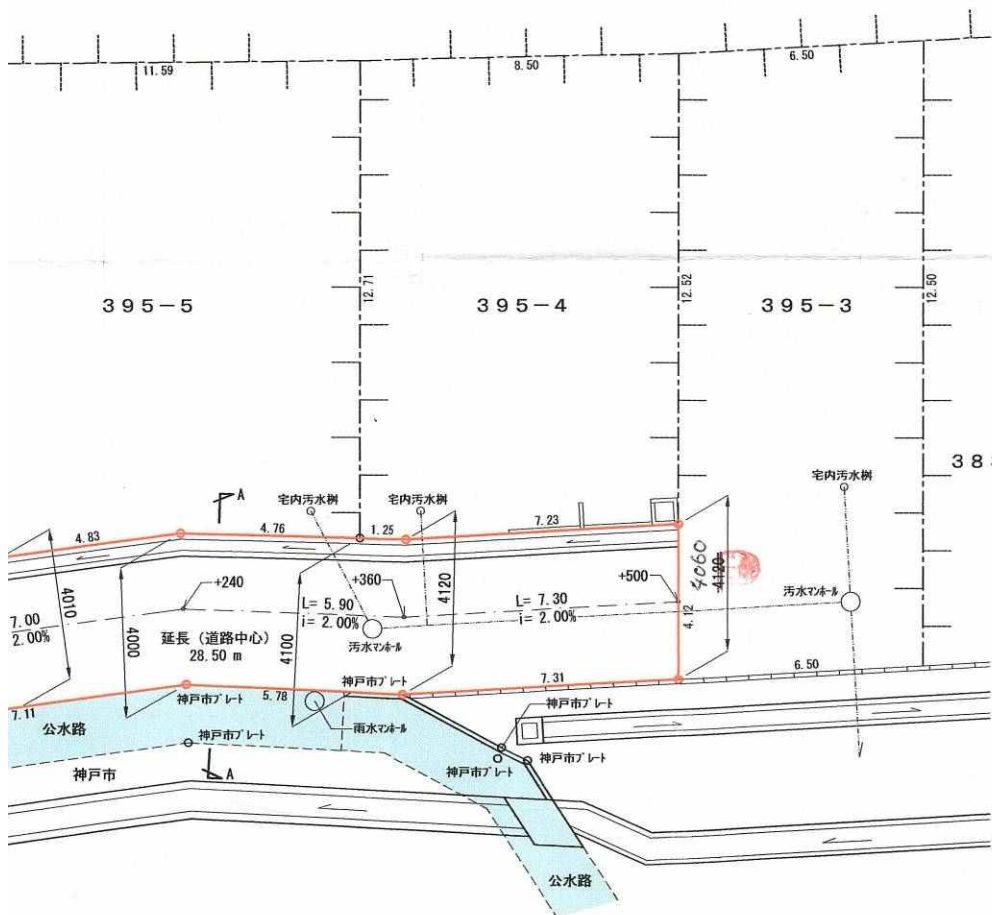 11.59
8.50
6.50
12.71
12.52
12.50
395-5
395-4
395-3
383
A
宅内汚水桝
宅内汚水桝
宅内汚水桝
4.83
4.76
1.25
7.23
4010
4000
4100
4120
4060
4120
4.12
+240
+360
+500
7.00
2.00%
L= 5.90
i= 2.00%
L= 7.30
i= 2.00%
汚水マンホール
汚水マンホール
延長（道路中心）
28.50 m
7.11
5.78
7.31
6.50
神戸市プレート
神戸市プレート
神戸市プレート
雨水マンホール
公水路
神戸市プレート
神戸市プレート
神戸市プレート
神戸市
A
公水路